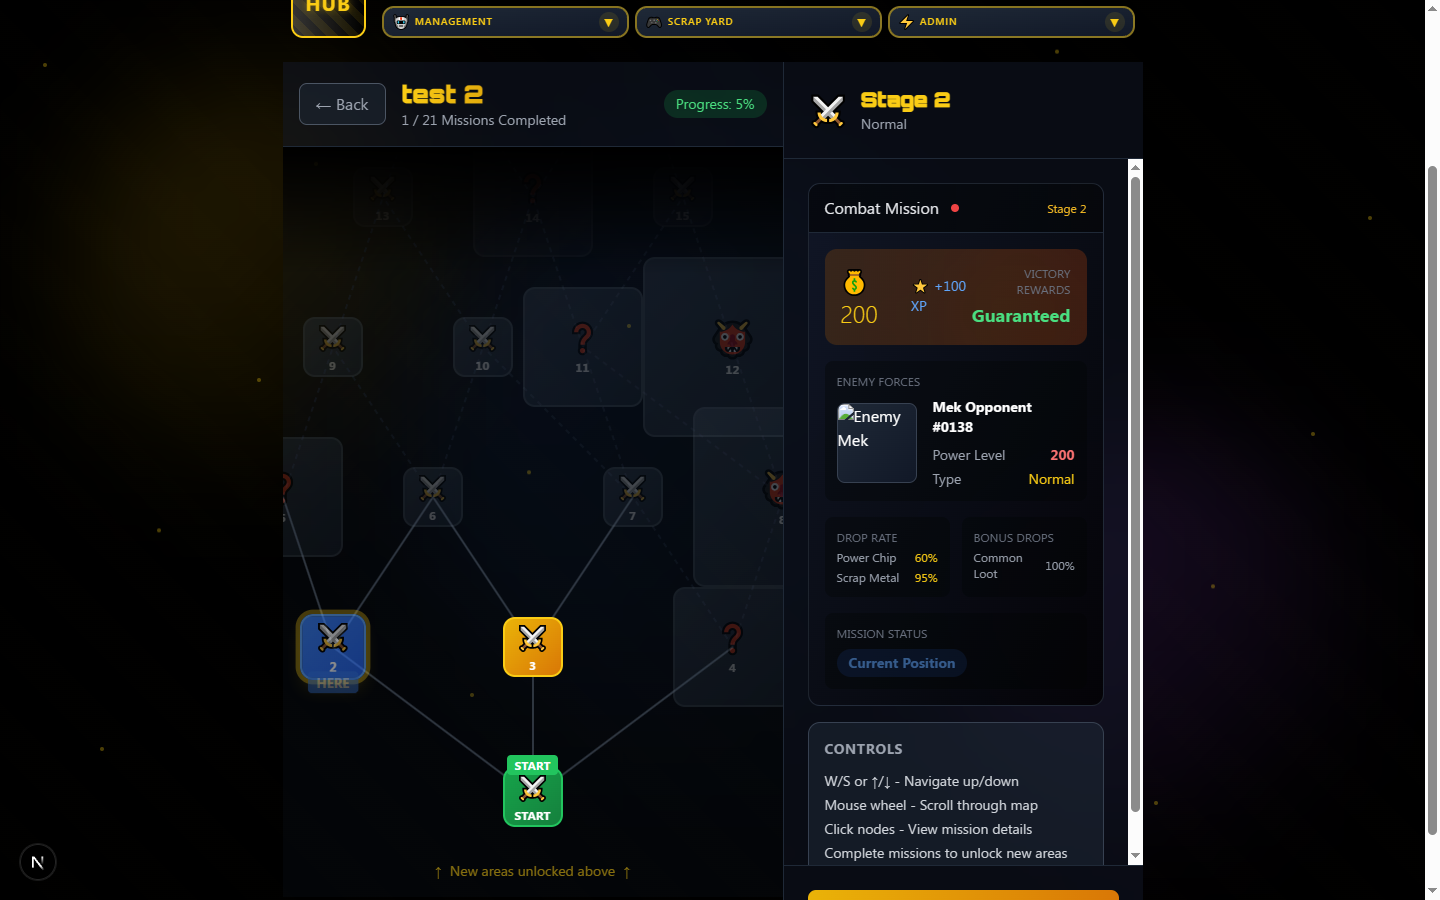 HUB
MANAGEMENT ▼
SCRAP YARD ▼
ADMIN ▼
← Back
test 2
1 / 21 Missions Completed
Progress: 5%
13
14
15
9
10
11
12
6
7
2
HERE
3
4
START
START
↑ New areas unlocked above ↑
Stage 2
Normal
Combat Mission
Stage 2
200
+100
XP
VICTORY
REWARDS
Guaranteed
ENEMY FORCES
Enemy
Mek
Mek Opponent
#0138
Power Level 200
Type Normal
DROP RATE
Power Chip 60%
Scrap Metal 95%
BONUS DROPS
Common
Loot
100%
MISSION STATUS
Current Position
CONTROLS
W/S or ↑/↓ - Navigate up/down
Mouse wheel - Scroll through map
Click nodes - View mission details
Complete missions to unlock new areas
N